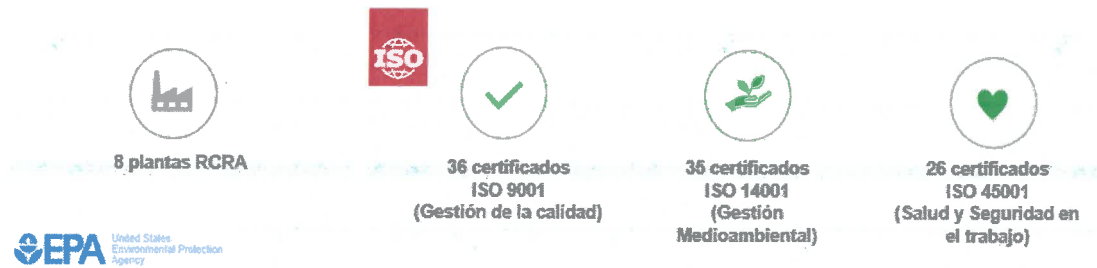 ISO
8 plantas RCRA
36 certificados
ISO 9001
(Gestión de la calidad)
35 certificados
ISO 14001
(Gestión
Medioambiental)
26 certificados
ISO 45001
(Salud y Seguridad en
el trabajo)
EPA
United States
Environmental Protection
Agency